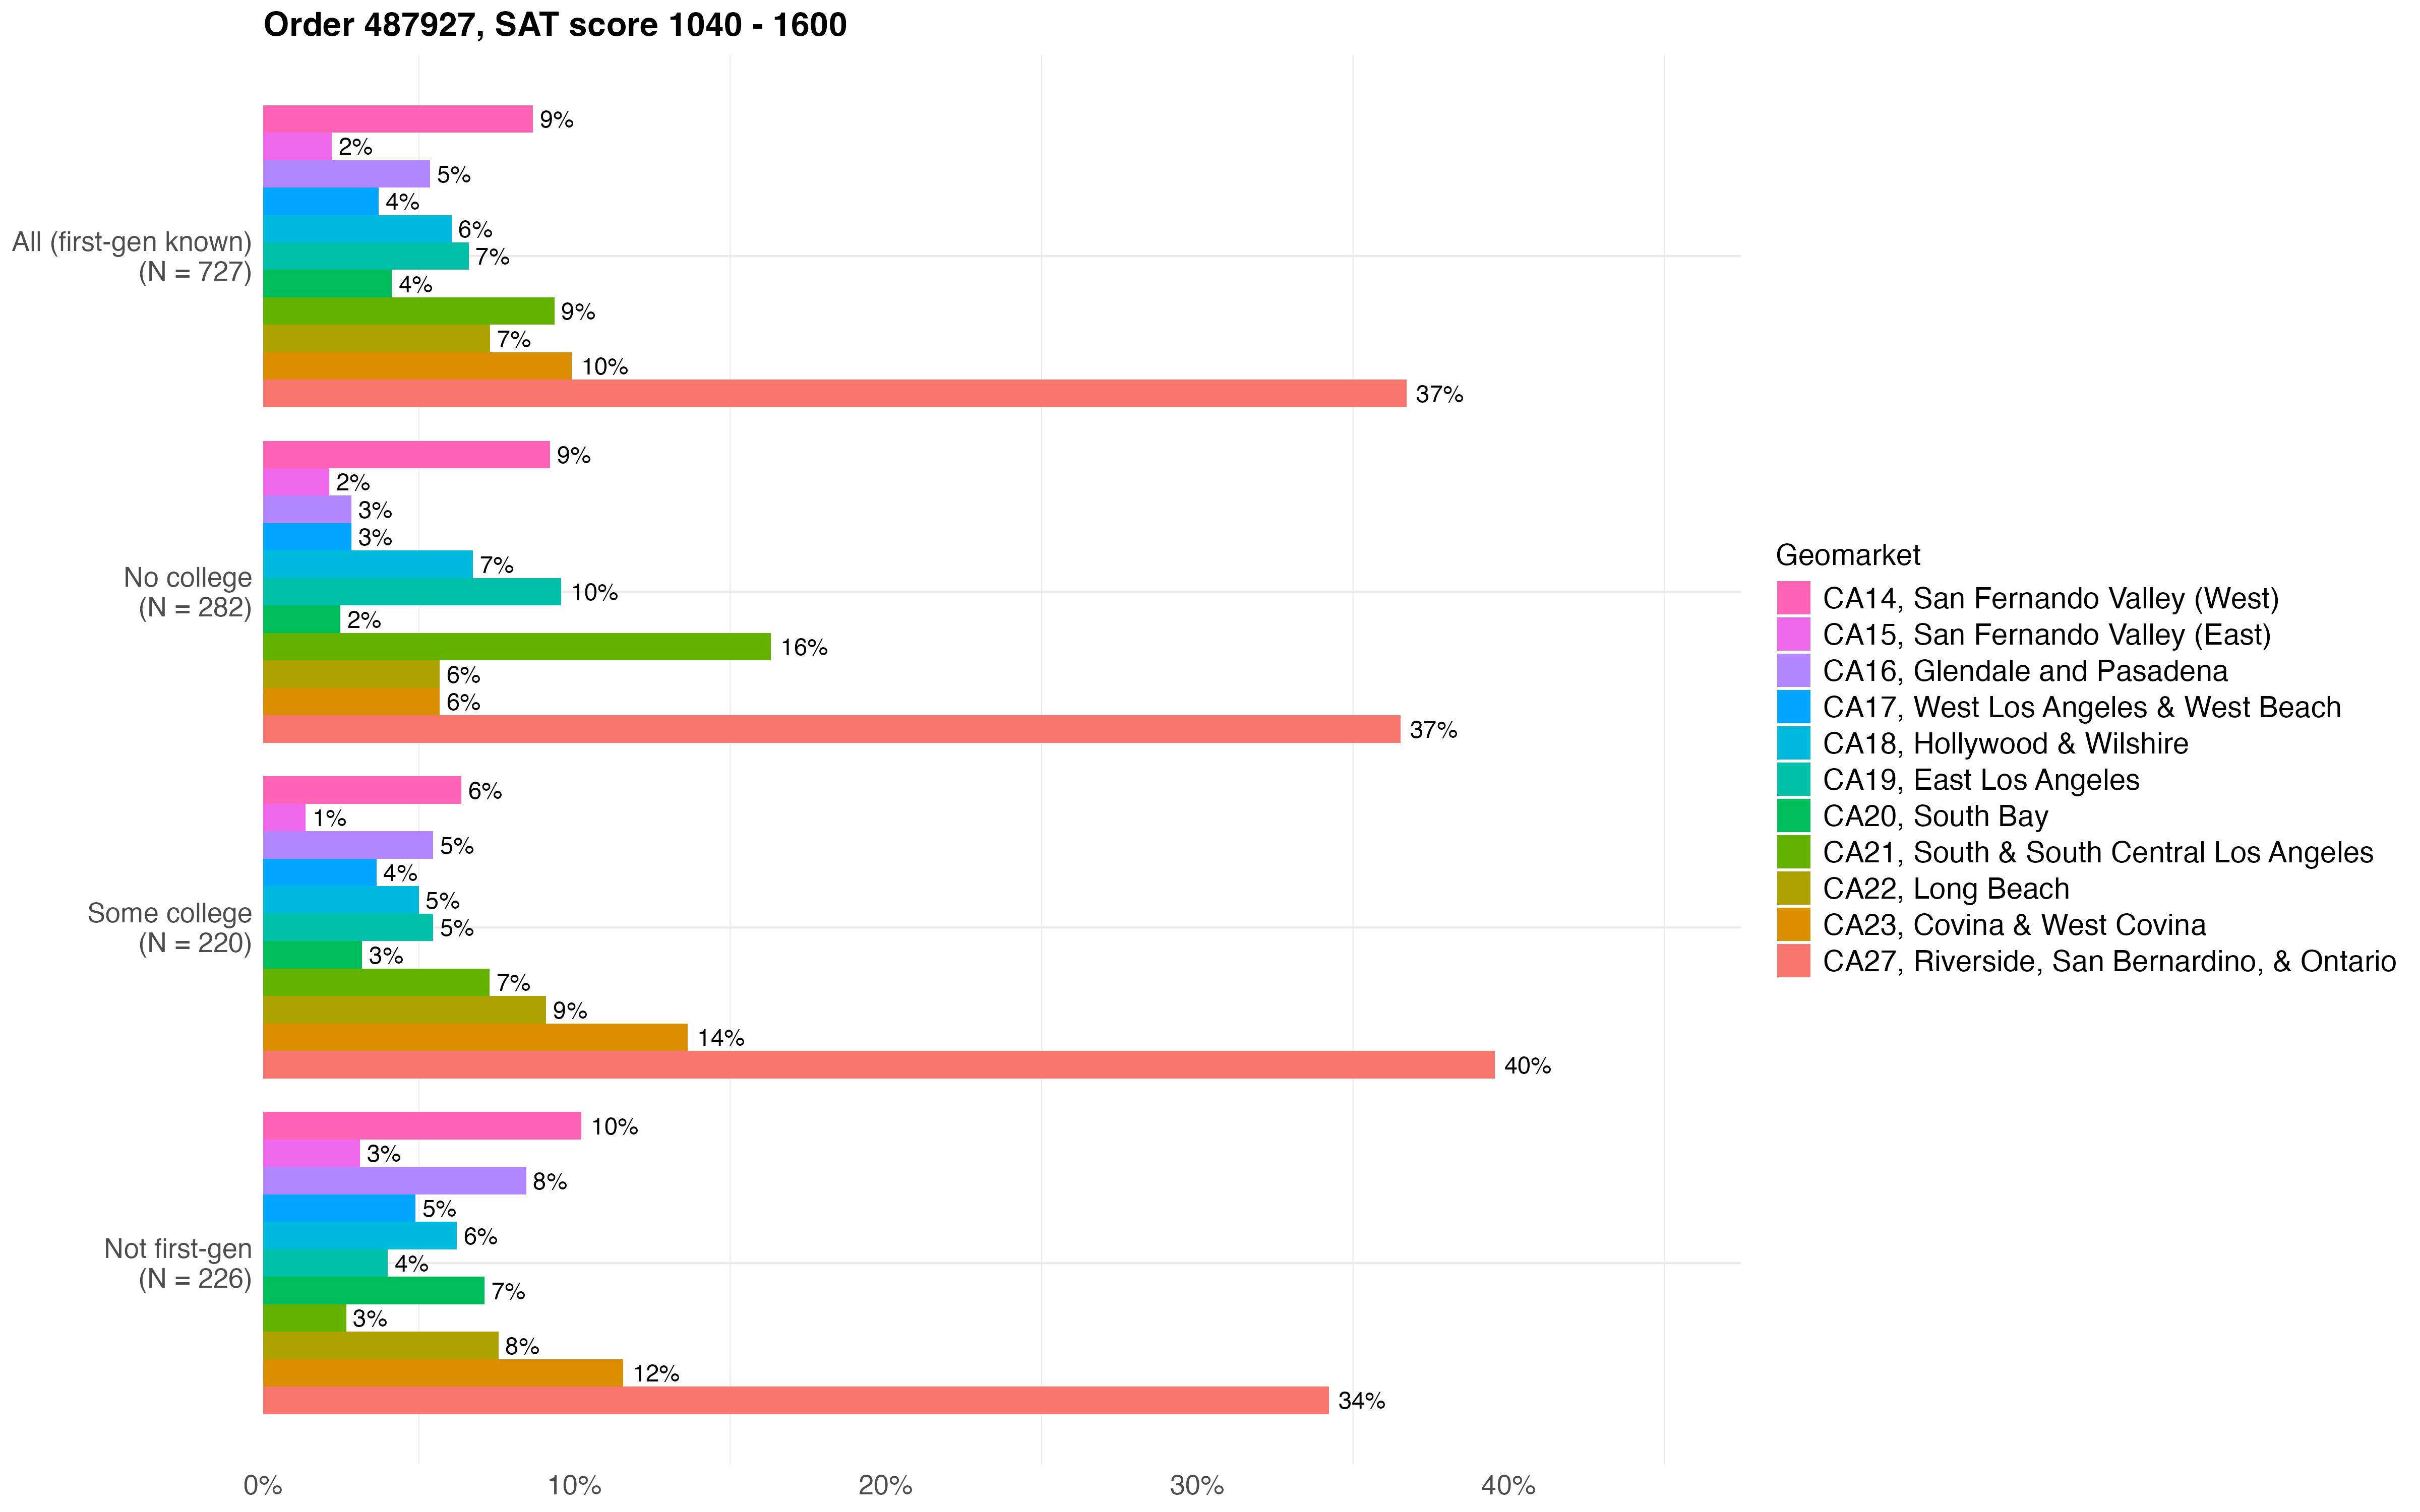 Order 487927, SAT score 1040 - 1600
All (first-gen known)
(N = 727)
9%
2%
5%
4%
6%
7%
4%
9%
7%
10%
37%
No college
(N = 282)
9%
2%
3%
3%
7%
10%
2%
16%
6%
6%
37%
Some college
(N = 220)
6%
1%
5%
4%
5%
5%
3%
7%
9%
14%
40%
Not first-gen
(N = 226)
10%
3%
8%
5%
6%
4%
7%
3%
8%
12%
34%
0% 10% 20% 30% 40%
Geomarket
CA14, San Fernando Valley (West)
CA15, San Fernando Valley (East)
CA16, Glendale and Pasadena
CA17, West Los Angeles & West Beach
CA18, Hollywood & Wilshire
CA19, East Los Angeles
CA20, South Bay
CA21, South & South Central Los Angeles
CA22, Long Beach
CA23, Covina & West Covina
CA27, Riverside, San Bernardino, & Ontario